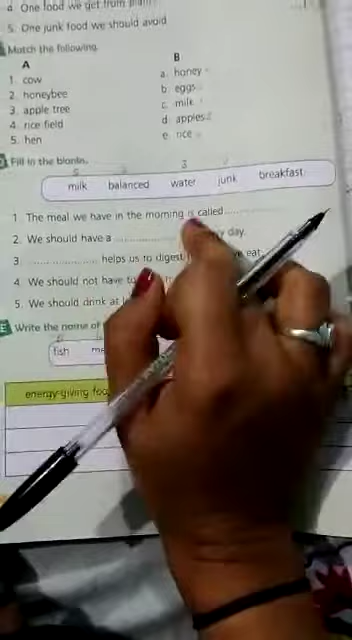 4. One food we get from plant
5. One junk food we should avoid
Match the following.
A B
1. cow a. honey
2. honeybee b. eggs
3. apple tree c. milk
4. rice field d. apples
5. hen e. rice
Fill in the blanks.
milk balanced water junk breakfast
1. The meal we have in the morning is called
2. We should have a day.
3. helps us to digest eat.
4. We should not have to
5. We should drink at
E Write the name of
fish
energy-giving